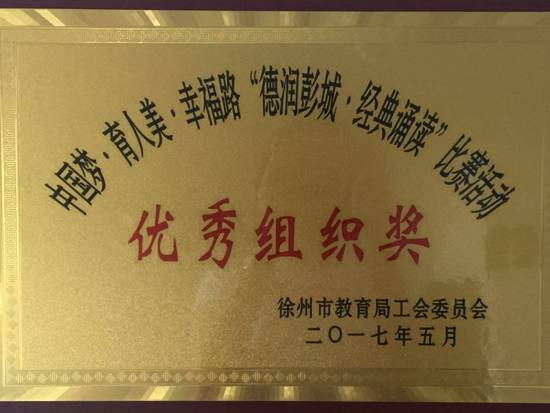 中国梦·育人美·幸福路“德润彭城·经典诵读”比赛活动
优秀组织奖
徐州市教育局工会委员会
二〇一七年五月